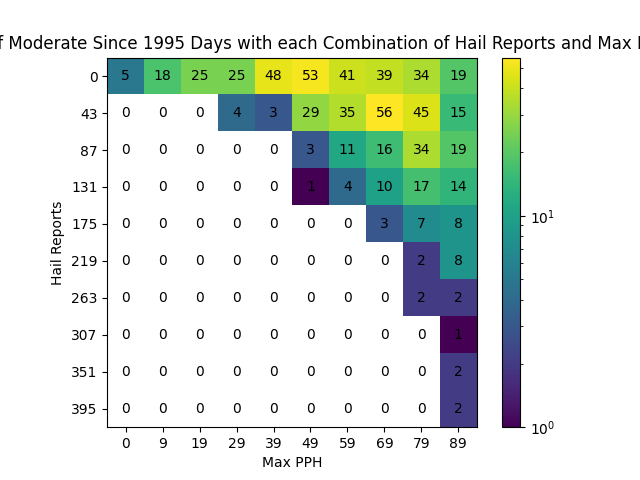 f Moderate Since 1995 Days with each Combination of Hail Reports and Max
0 5 18 25 25 48 53 41 39 34 19
43 0 0 0 4 3 29 35 56 45 15
87 0 0 0 0 0 3 11 16 34 19
131 0 0 0 0 0 1 4 10 17 14
175 0 0 0 0 0 0 0 3 7 8
219 0 0 0 0 0 0 0 0 2 8
263 0 0 0 0 0 0 0 0 2 2
307 0 0 0 0 0 0 0 0 0 1
351 0 0 0 0 0 0 0 0 0 2
395 0 0 0 0 0 0 0 0 0 2
0 9 19 29 39 49 59 69 79 89
Max PPH
Hail Reports
10¹
10⁰